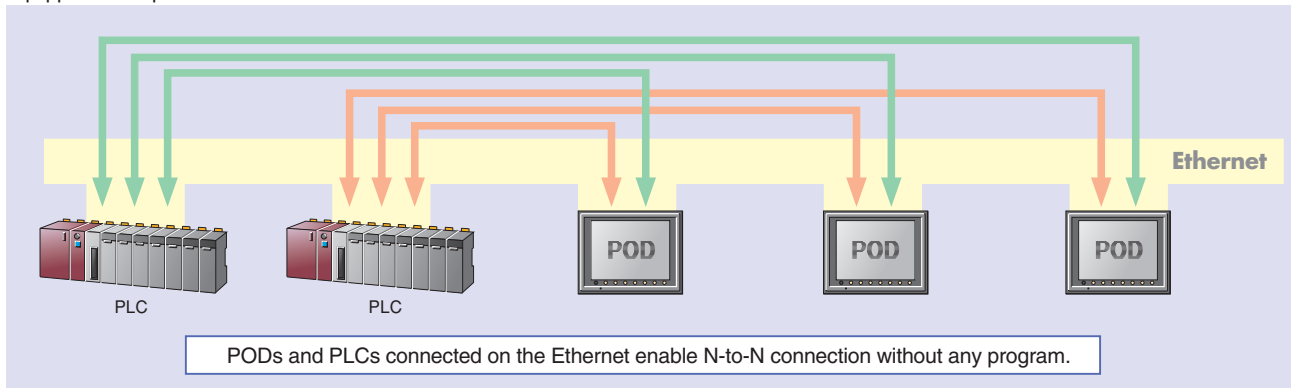 Ethernet
POD POD POD
PLC PLC
PODs and PLCs connected on the Ethernet enable N-to-N connection without any program.